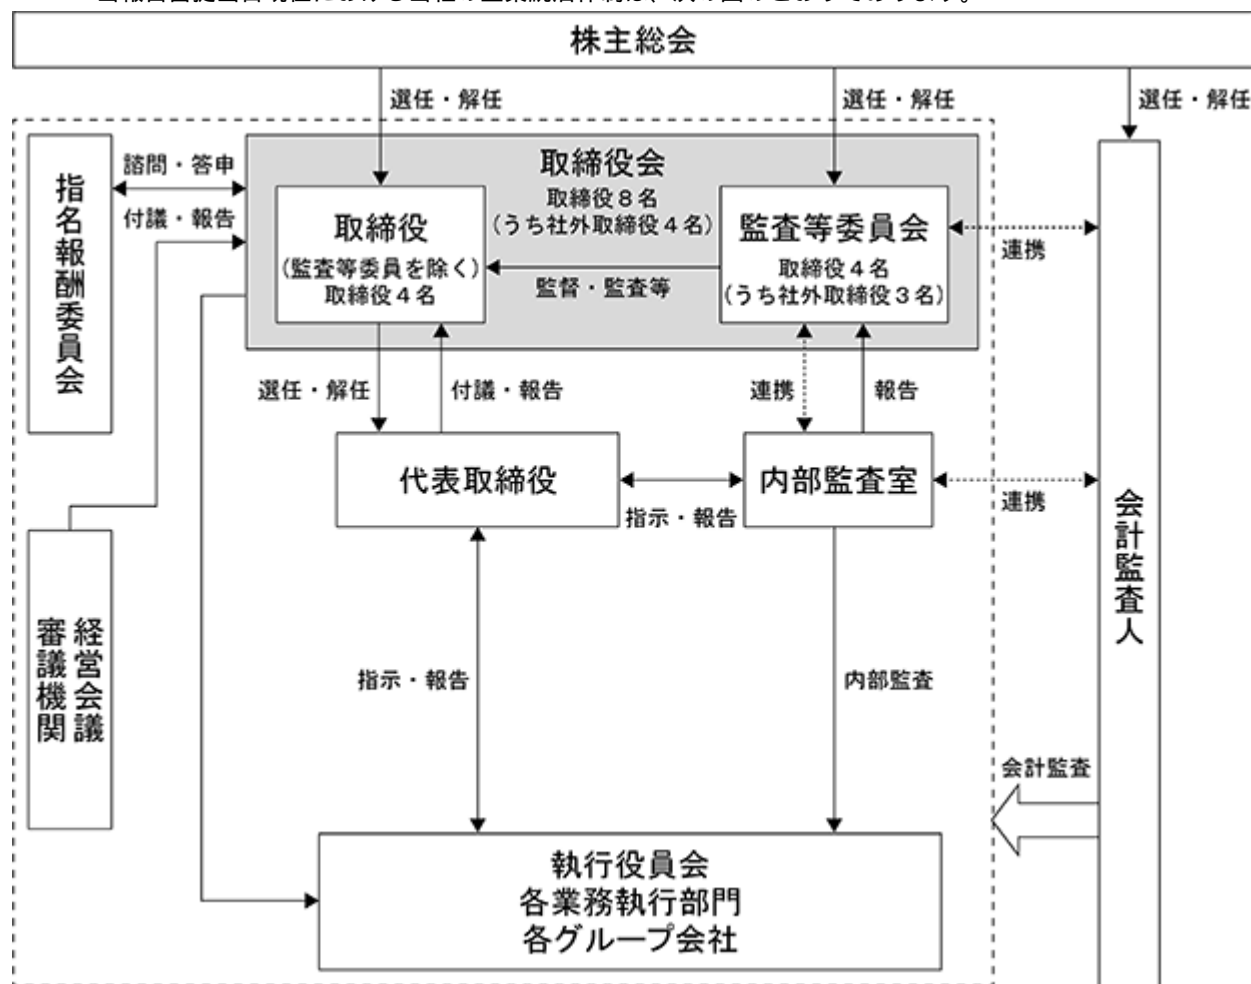 株主総会
選任・解任
選任・解任
選任・解任
指名報酬委員会
諮問・答申
付議・報告
取締役会
取締役8名
(うち社外取締役4名)
取締役
(監査等委員を除く)
取締役4名
監督・監査等
監査等委員会
取締役4名
(うち社外取締役3名)
連携
選任・解任
付議・報告
連携
報告
代表取締役
指示・報告
内部監査室
連携
会計監査人
経営会議
審議機関
指示・報告
内部監査
会計監査
執行役員会
各業務執行部門
各グループ会社